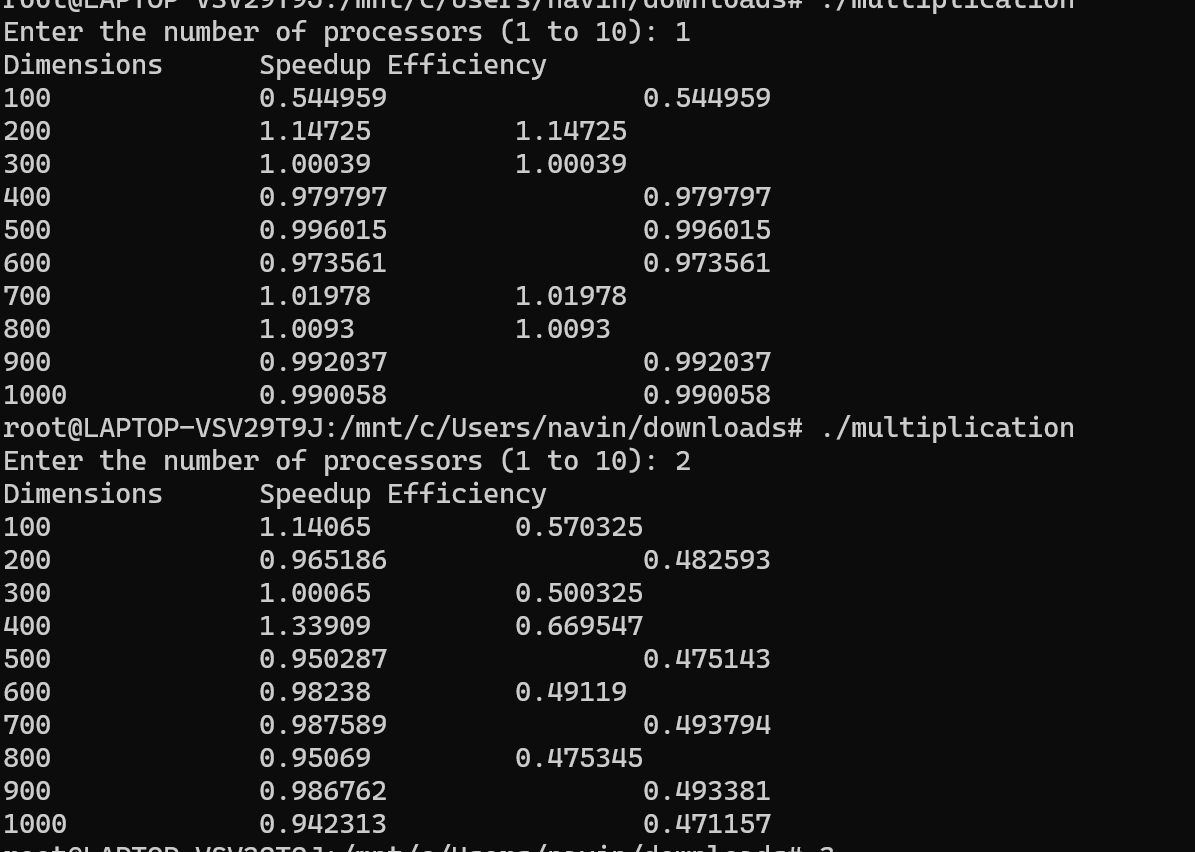 root@LAPTOP-VSV29T9J:/mnt/c/Users/navin/downloads# ./multiplication
Enter the number of processors (1 to 10): 1
Dimensions Speedup Efficiency
100 0.544959 0.544959
200 1.14725 1.14725
300 1.00039 1.00039
400 0.979797 0.979797
500 0.996015 0.996015
600 0.973561 0.973561
700 1.01978 1.01978
800 1.0093 1.0093
900 0.992037 0.992037
1000 0.990058 0.990058
root@LAPTOP-VSV29T9J:/mnt/c/Users/navin/downloads# ./multiplication
Enter the number of processors (1 to 10): 2
Dimensions Speedup Efficiency
100 1.14065 0.570325
200 0.965186 0.482593
300 1.00065 0.500325
400 1.33909 0.669547
500 0.950287 0.475143
600 0.98238 0.49119
700 0.987589 0.493794
800 0.95069 0.475345
900 0.986762 0.493381
1000 0.942313 0.471157
root@LAPTOP-VSV29T9J:/mnt/c/Users/navin/downloads#